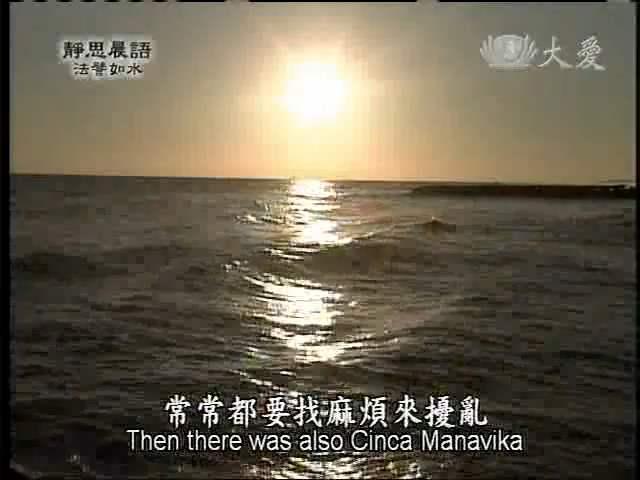 靜思晨語
法譬如水
大愛
常常都要找麻煩來擾亂
Then there was also Cinca Manavika